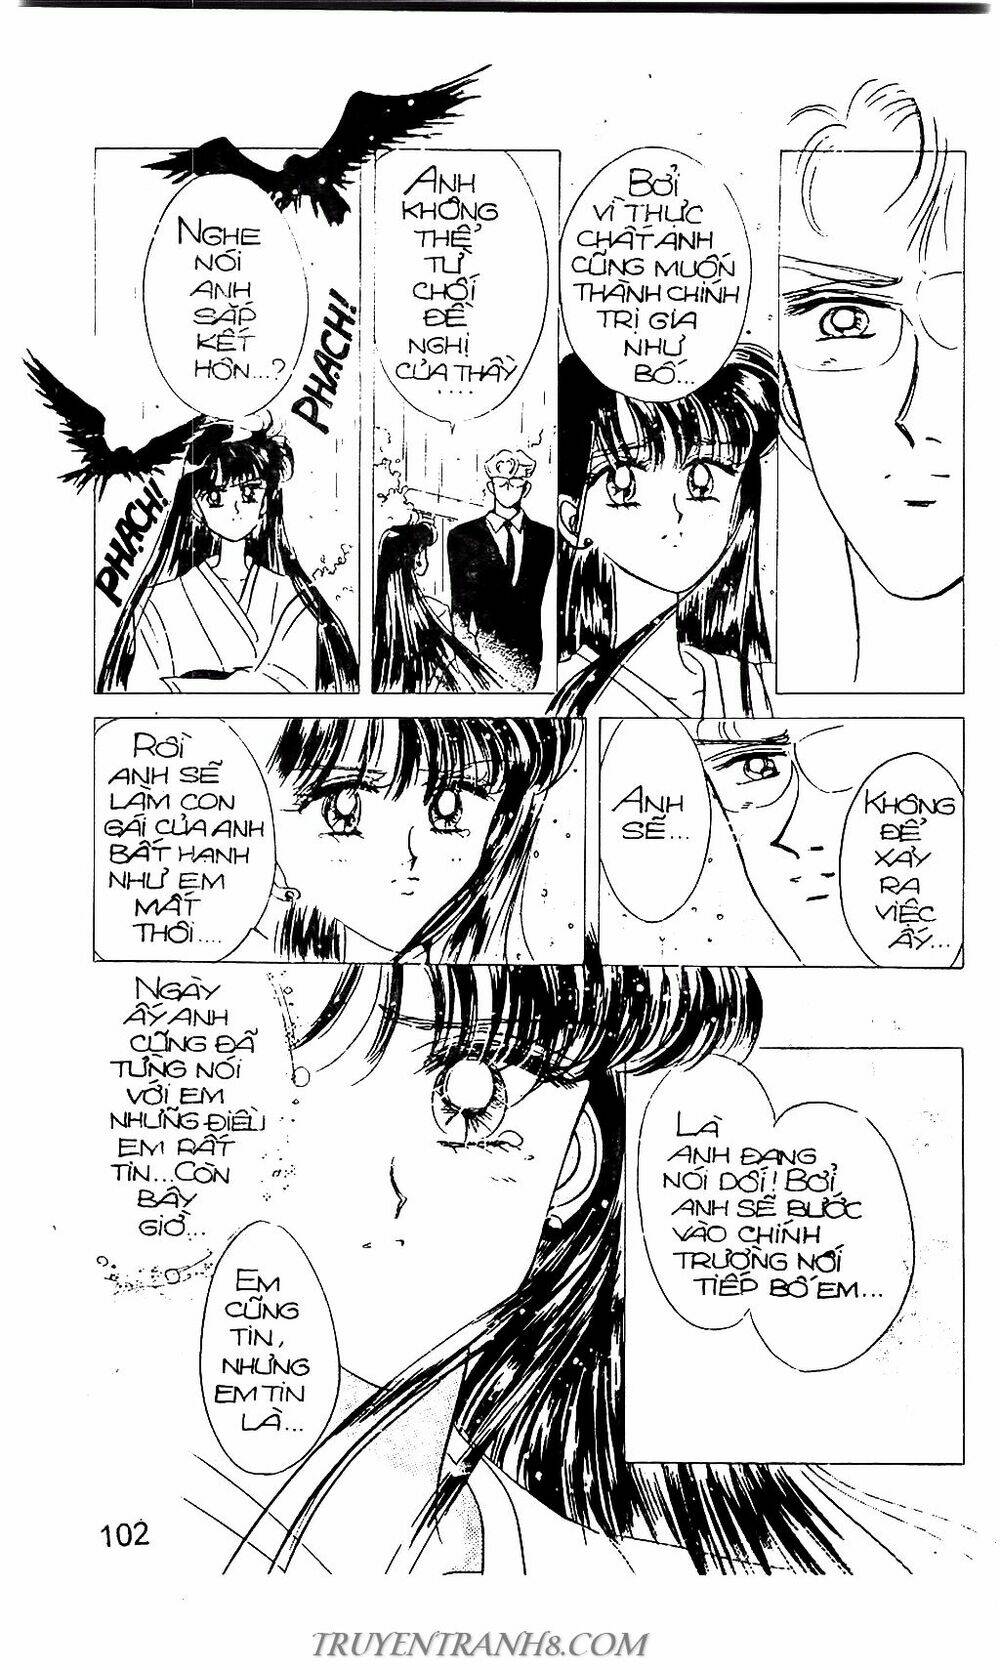 NGHE
NÓI
ANH
SẮP
KẾT
HÔN...?
PHẠCH!
PHẠCH!
ANH
KHÔNG
THỂ
TỪ
CHỐI
ĐỀ
NGHỊ
CỦA THẦY
....
BỞI
VÌ THỰC
CHẤT ANH
CŨNG MUỐN
THÀNH CHÍNH
TRỊ GIA
NHƯ
BỐ...
RỒI
ANH SẼ
LÀM CON
GÁI CỦA ANH
BẤT HẠNH
NHƯ EM
MẤT
THÔI....
ANH
SẼ...
KHÔNG
ĐỂ
XẢY
RA
VIỆC
ẤY...
NGÀY
ẤY ANH
CŨNG ĐÃ
TỪNG NÓI
VỚI EM
NHƯNG ĐIỀU
EM RẤT
TIN...CÒN
BÂY
GIỜ...
EM
CŨNG
TIN,
NHƯNG
EM TIN
LÀ...
LÀ
ANH ĐANG
NÓI DỐI! BỞI
ANH SẼ BƯỚC
VÀO CHÍNH
TRƯỜNG NỐI
TIẾP BỐ EM...
102
TRUYENTRANH8.COM